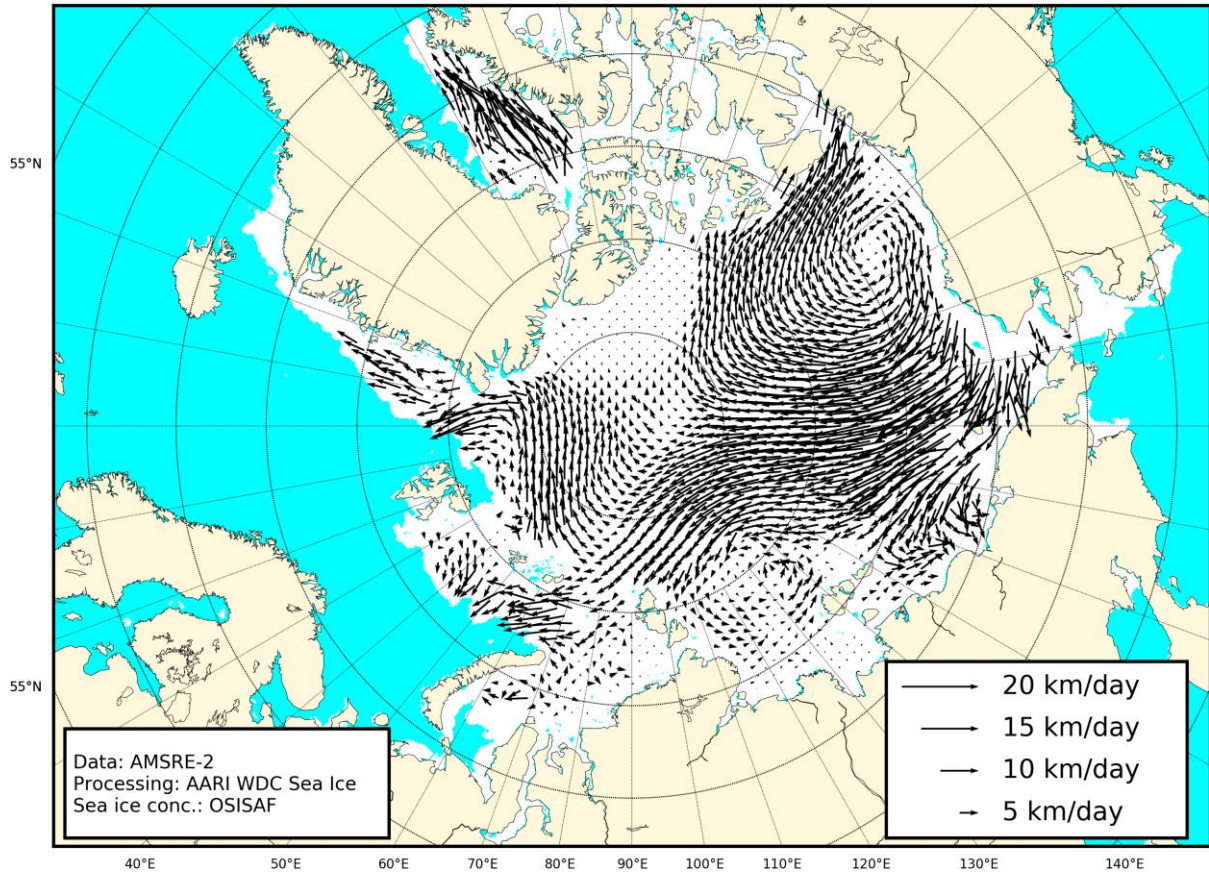 55°N
55°N
Data: AMSRE-2
Processing: AARI WDC Sea Ice
Sea ice conc.: OSISAF
20 km/day
15 km/day
10 km/day
5 km/day
40°E 50°E 60°E 70°E 80°E 90°E 100°E 110°E 120°E 130°E 140°E